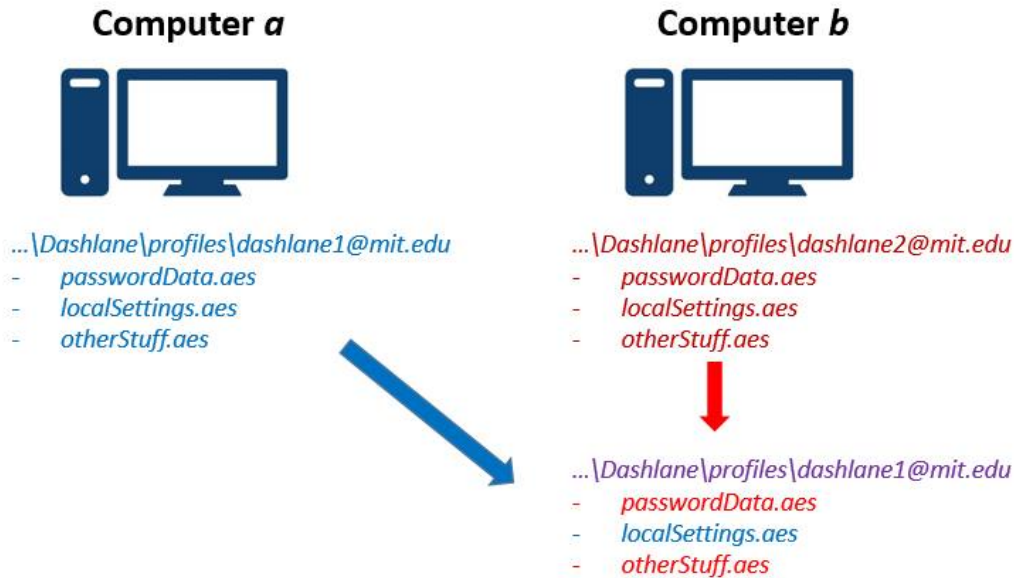 Computer a
Computer b
...\Dashlane\profiles\dashlane1@mit.edu
- passwordData.aes
- localSettings.aes
- otherStuff.aes
...\Dashlane\profiles\dashlane2@mit.edu
- passwordData.aes
- localSettings.aes
- otherStuff.aes
...\Dashlane\profiles\dashlane1@mit.edu
- passwordData.aes
- localSettings.aes
- otherStuff.aes